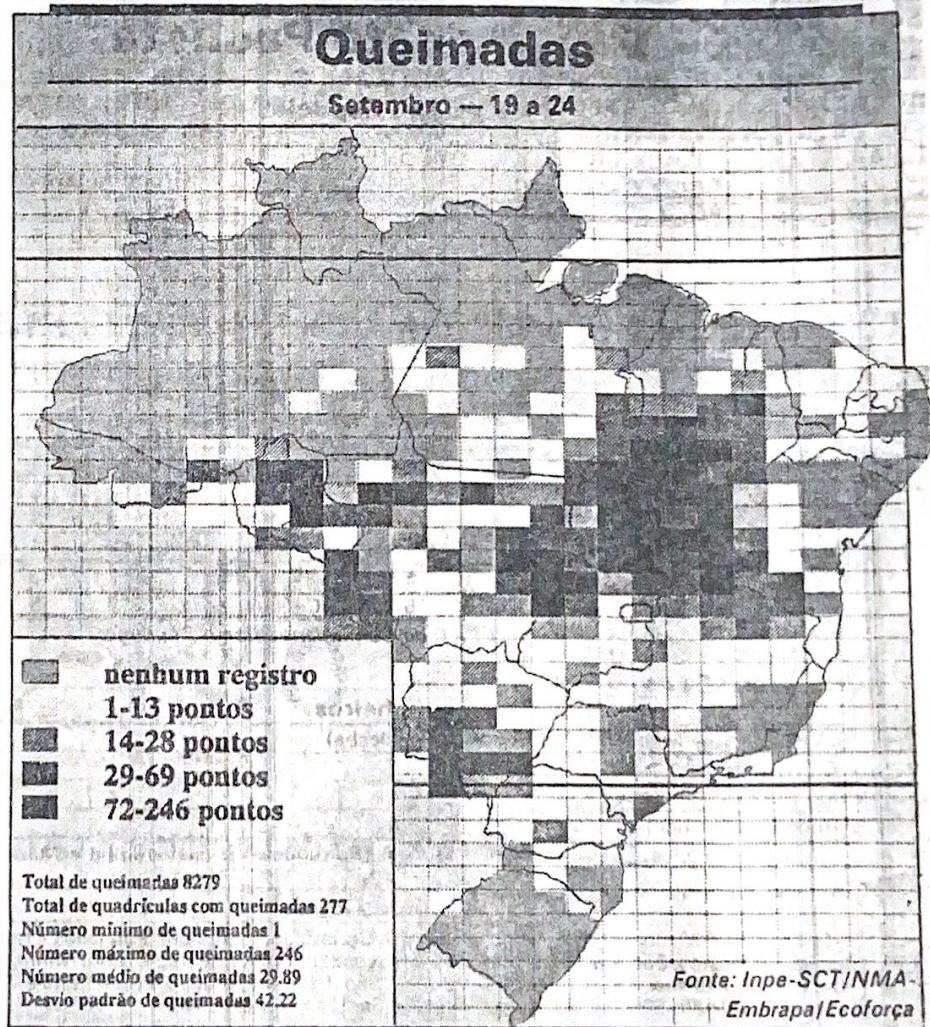 Queimadas
Setembro — 19 a 24
nenhum registro
1-13 pontos
14-28 pontos
29-69 pontos
72-246 pontos
Total de queimadas 8279
Total de quadrículas com queimadas 277
Número mínimo de queimadas 1
Número máximo de queimadas 246
Número médio de queimadas 29.89
Desvio padrão de queimadas 42.22
Fonte: Inpe-SCT/NMA-
Embrapa/Ecoforça